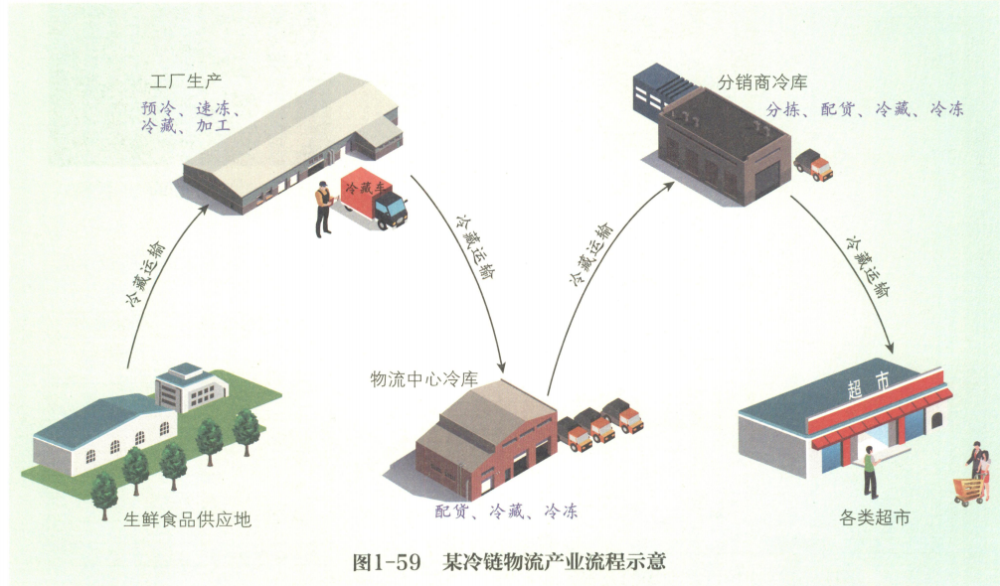 工厂生产
预冷、速冻、
冷藏、加工
冷藏车
冷藏运输
生鲜食品供应地
冷藏运输
物流中心冷库
配货、冷藏、冷冻
冷藏运输
分销商冷库
分拣、配货、冷藏、冷冻
冷藏运输
超市
各类超市
图1-59 某冷链物流产业流程示意